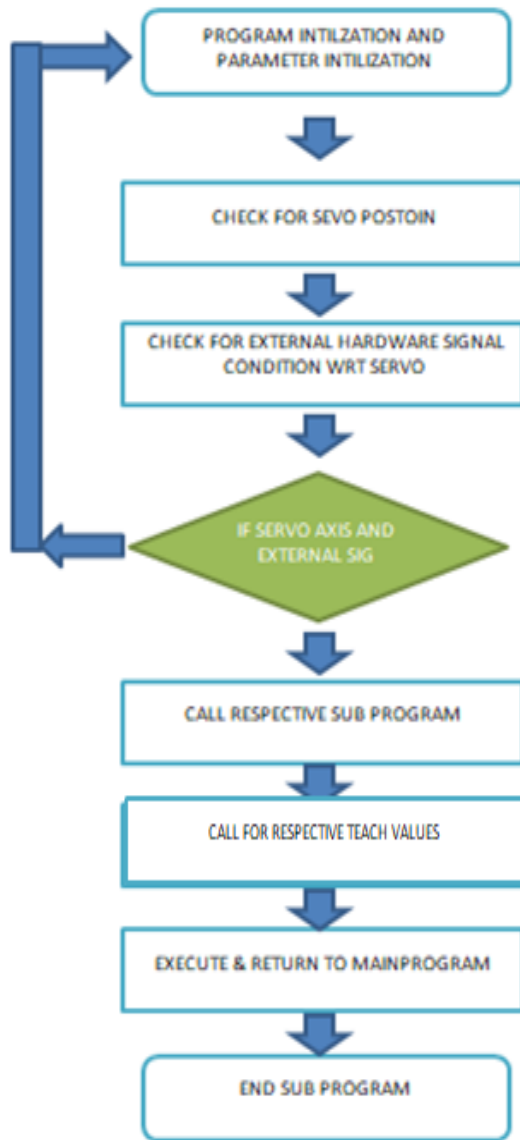 PROGRAM INTILZATION AND
PARAMETER INTILIZATION
CHECK FOR SEVO POSTOIN
CHECK FOR EXTERNAL HARDWARE SIGNAL
CONDITION WRT SERVO
IF SERVO AXIS AND
EXTERNAL SIG
CALL RESPECTIVE SUB PROGRAM
CALL FOR RESPECTIVE TEACH VALUES
EXECUTE & RETURN TO MAINPROGRAM
END SUB PROGRAM